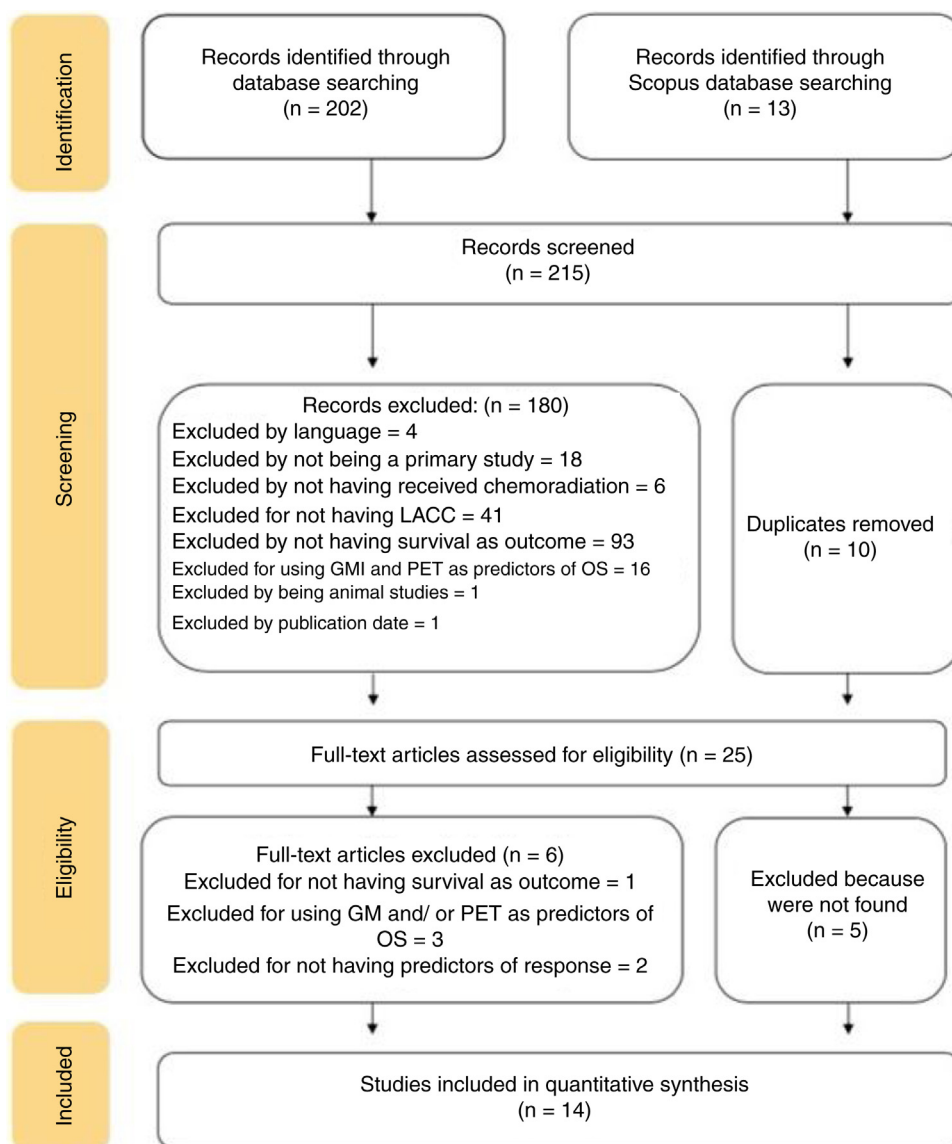 Identification
Records identified through
database searching
(n = 202)
Records identified through
Scopus database searching
(n = 13)
Screening
Records screened
(n = 215)
Records excluded: (n = 180)
Excluded by language = 4
Excluded by not being a primary study = 18
Excluded by not having received chemoradiation = 6
Excluded for not having LACC = 41
Excluded by not having survival as outcome = 93
Excluded for using GMI and PET as predictors of OS = 16
Excluded by being animal studies = 1
Excluded by publication date = 1
Duplicates removed
(n = 10)
Eligibility
Full-text articles assessed for eligibility (n = 25)
Full-text articles excluded (n = 6)
Excluded for not having survival as outcome = 1
Excluded for using GM and/ or PET as predictors of
OS = 3
Excluded for not having predictors of response = 2
Excluded because
were not found
(n = 5)
Included
Studies included in quantitative synthesis
(n = 14)